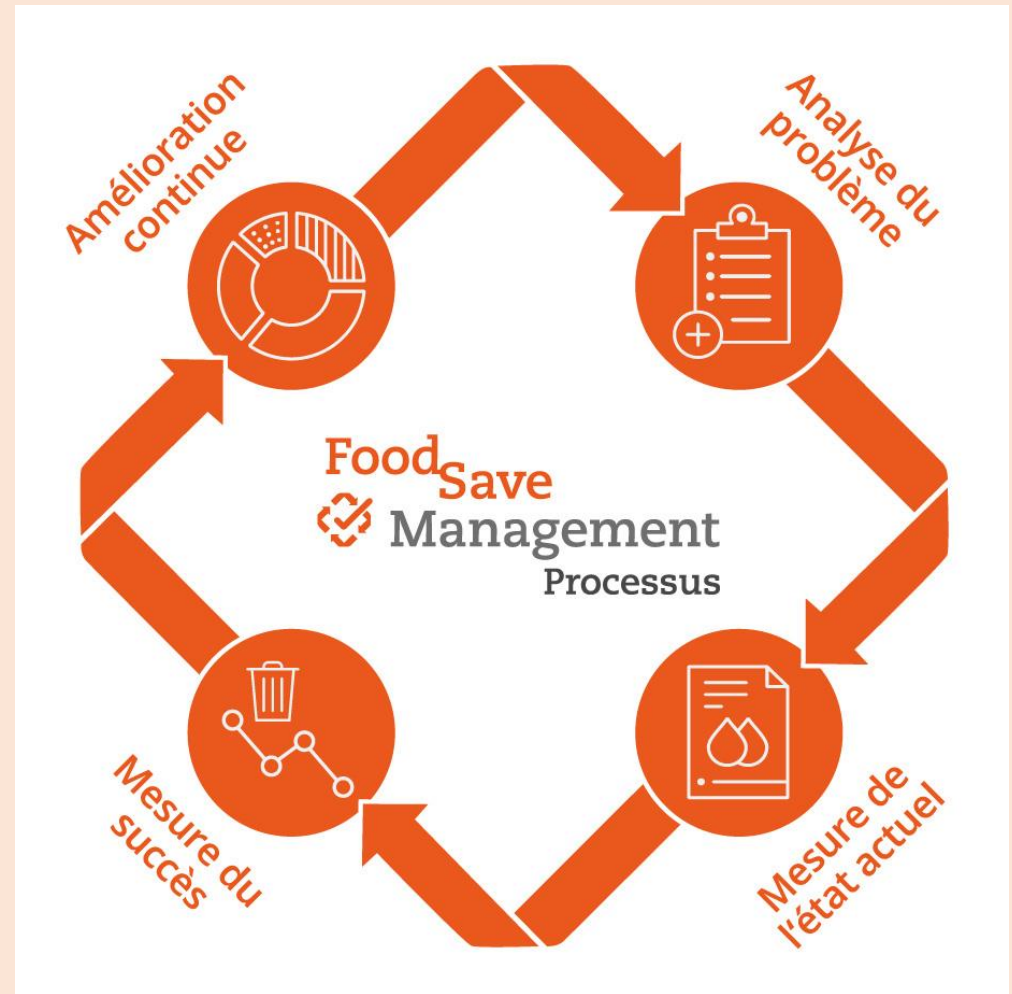 Amélioration
continue
Analyse du
problème
Food
Save
Management
Processus
Mesure du
succès
Mesure de
l'état actuel